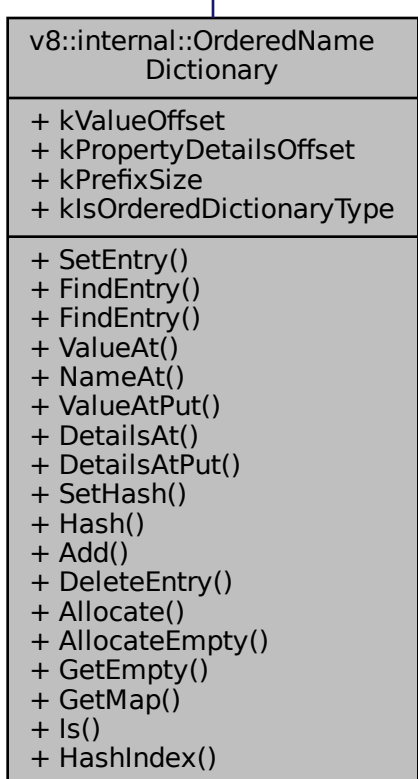 v8::internal::OrderedName
Dictionary
+ kValueOffset
+ kPropertyDetailsOffset
+ kPrefixSize
+ kIsOrderedDictionaryType
+ SetEntry()
+ FindEntry()
+ FindEntry()
+ ValueAt()
+ NameAt()
+ ValueAtPut()
+ DetailsAt()
+ DetailsAtPut()
+ SetHash()
+ Hash()
+ Add()
+ DeleteEntry()
+ Allocate()
+ AllocateEmpty()
+ GetEmpty()
+ GetMap()
+ Is()
+ HashIndex()